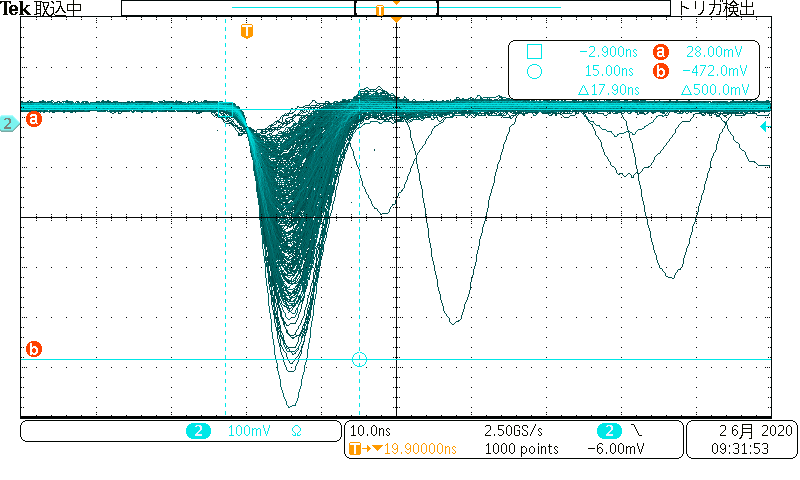 Tek 取込中 T トリガ検出
T
-2.900ns a 28.00mV
15.00ns b -472.0mV
Δ17.90ns Δ500.0mV
a
2
b
2 100mV Ω 10.0ns 2.50GS/s 2 2 6月 2020
T→▼19.90000ns 1000 points -6.00mV 09:31:53